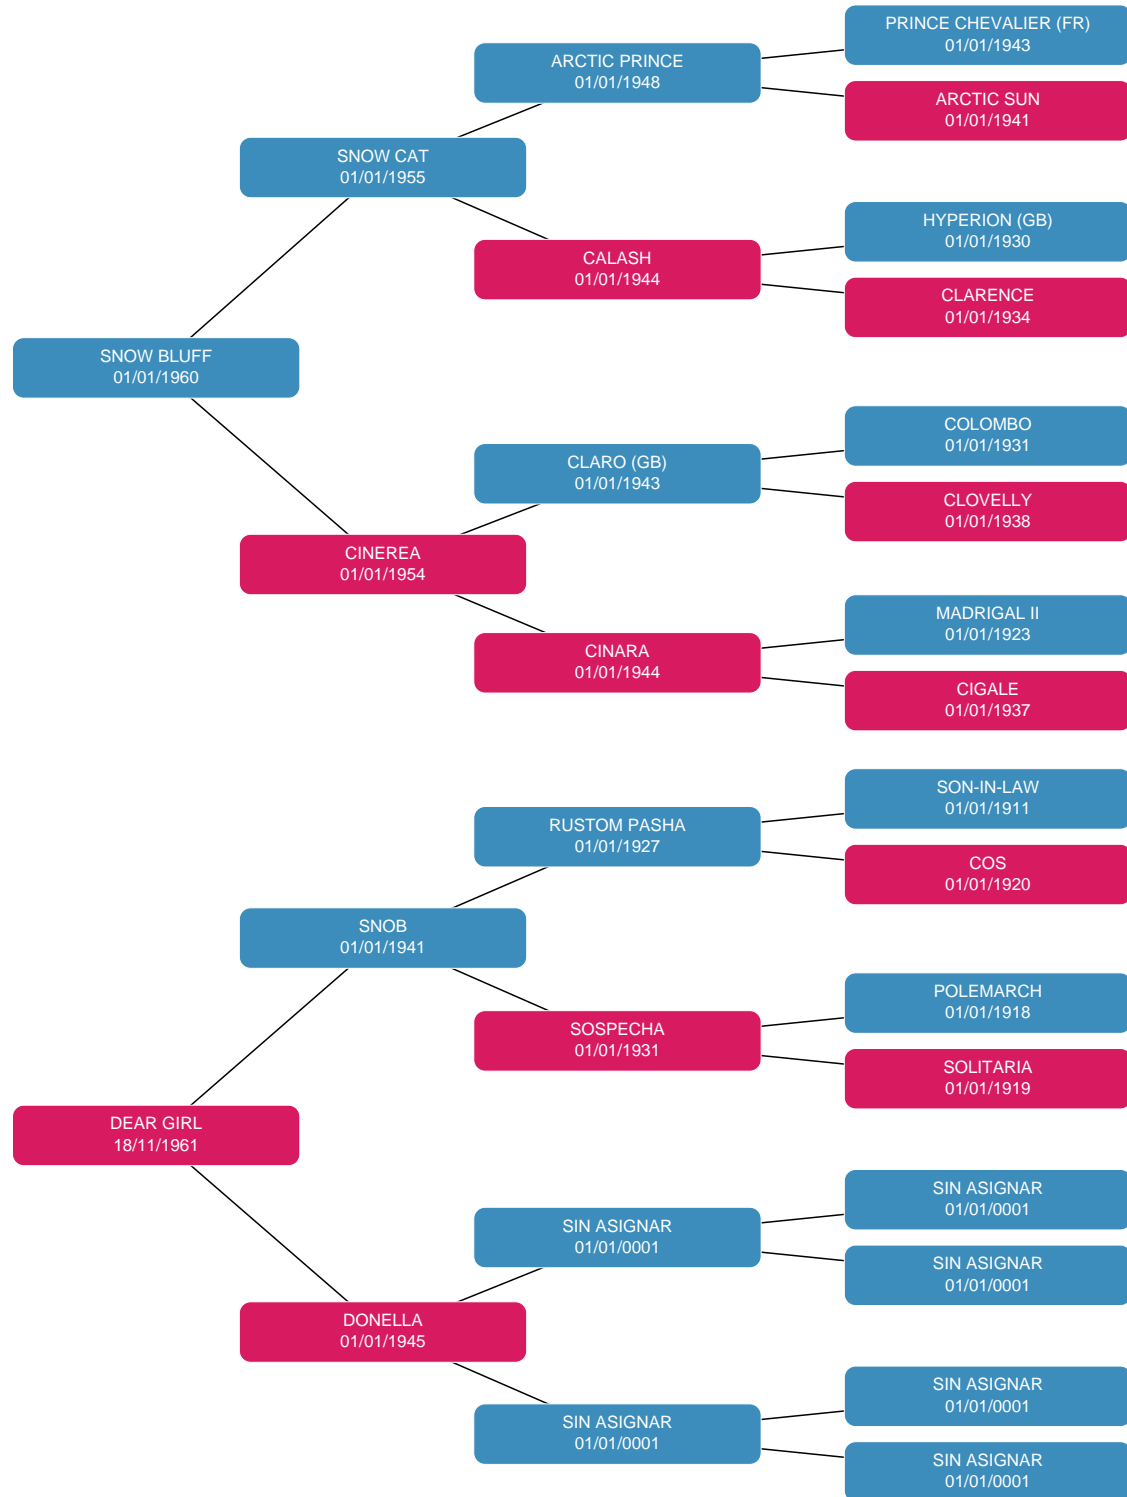 PRINCE CHEVALIER (FR)
01/01/1943
ARCTIC PRINCE
01/01/1948
ARCTIC SUN
01/01/1941
SNOW CAT
01/01/1955
HYPERION (GB)
01/01/1930
CALASH
01/01/1944
CLARENCE
01/01/1934
SNOW BLUFF
01/01/1960
COLOMBO
01/01/1931
CLARO (GB)
01/01/1943
CLOVELLY
01/01/1938
CINEREA
01/01/1954
MADRIGAL II
01/01/1923
CINARA
01/01/1944
CIGALE
01/01/1937
SON-IN-LAW
01/01/1911
RUSTOM PASHA
01/01/1927
COS
01/01/1920
SNOB
01/01/1941
POLEMARCH
01/01/1918
SOSPECHA
01/01/1931
SOLITARIA
01/01/1919
DEAR GIRL
18/11/1961
SIN ASIGNAR
01/01/0001
SIN ASIGNAR
01/01/0001
SIN ASIGNAR
01/01/0001
DONELLA
01/01/1945
SIN ASIGNAR
01/01/0001
SIN ASIGNAR
01/01/0001
SIN ASIGNAR
01/01/0001